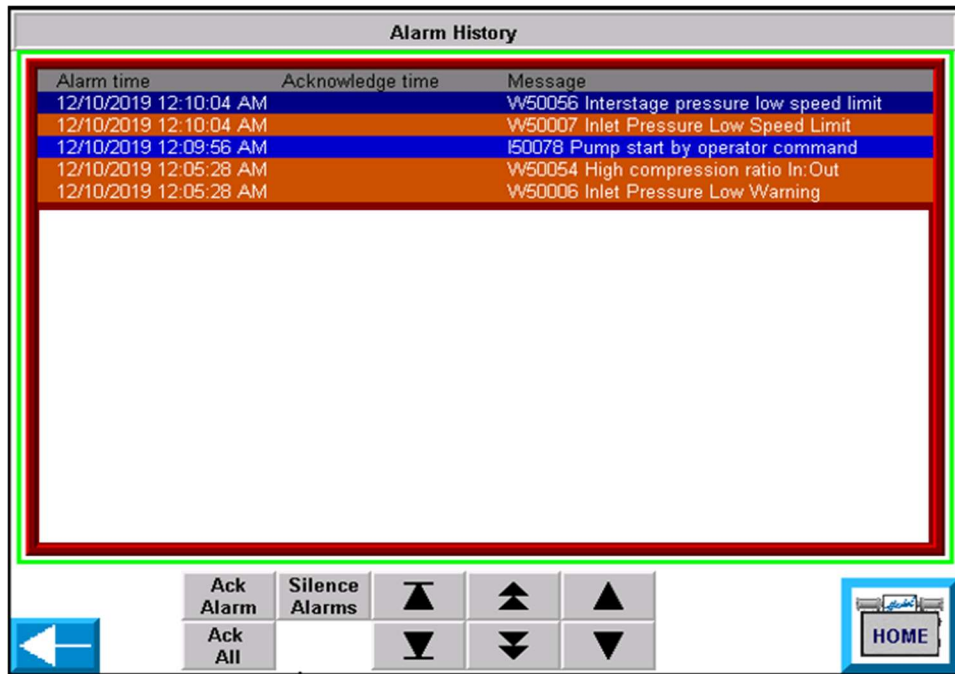 Alarm History
Alarm time Acknowledge time Message
12/10/2019 12:10:04 AM W50056 Interstage pressure low speed limit
12/10/2019 12:10:04 AM W50007 Inlet Pressure Low Speed Limit
12/10/2019 12:09:56 AM I50078 Pump start by operator command
12/10/2019 12:05:28 AM W50054 High compression ratio In:Out
12/10/2019 12:05:28 AM W50006 Inlet Pressure Low Warning
Ack Silence
Alarm Alarms
Ack
All
HOME